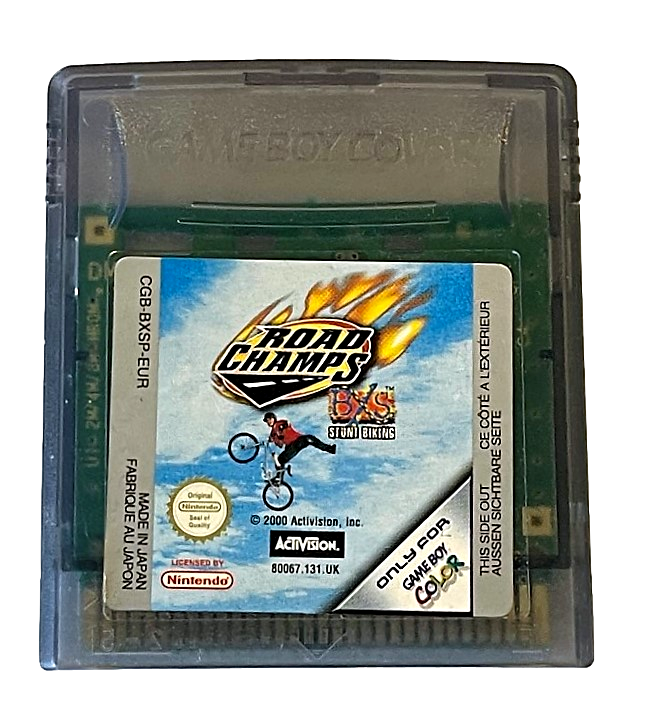 GAME BOY COLOR
CGB-BXSP-EUR
MADE IN JAPAN
FABRIQUE AU JAPON
ROAD
CHAMPS
BXS™
STUNT BIKING
Original
Nintendo
Seal of
Quality
© 2000 Activision, Inc.
ACTIVISION.
80067.131.UK
LICENSED BY
Nintendo®
ONLY FOR
GAME BOY
COLOR
THIS SIDE OUT CE CÔTÉ A L'EXTÉRIEUR
AUSSEN SICHTBARE SEITE